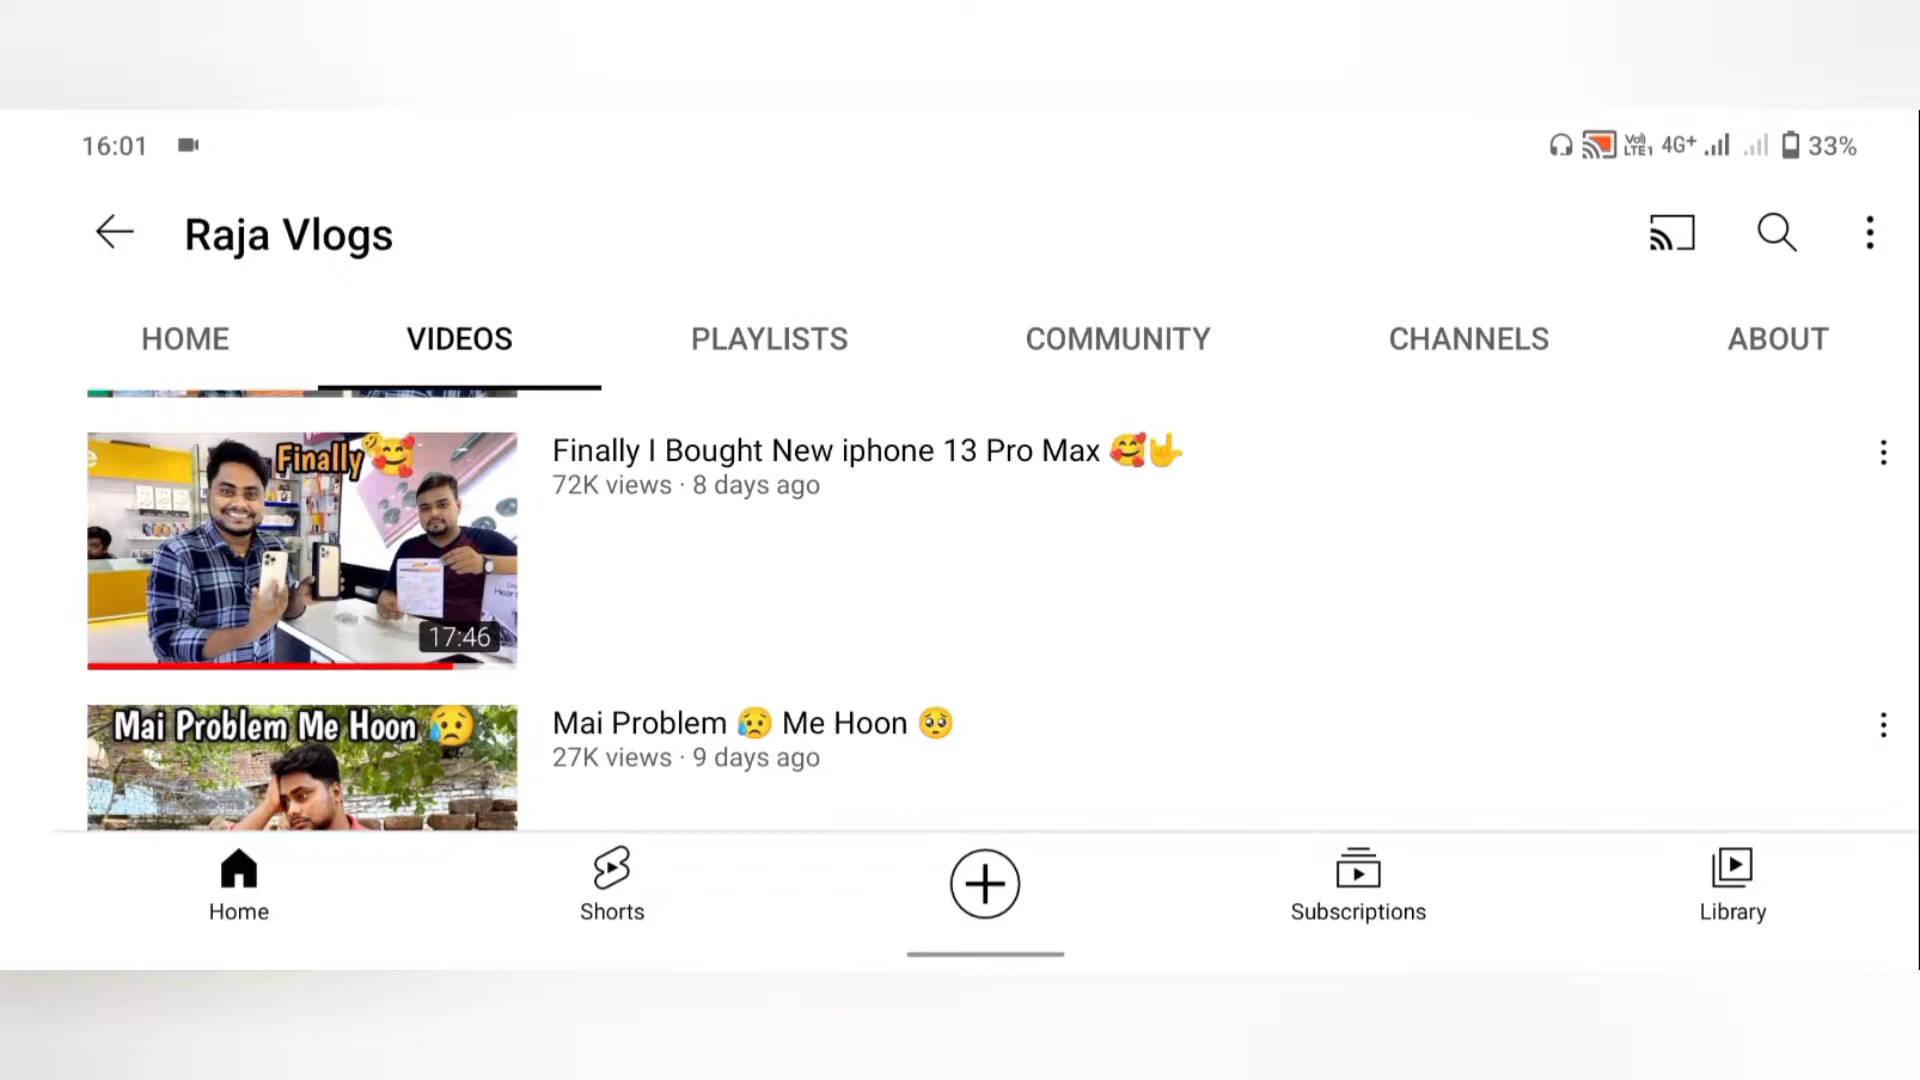 16:01
Vo) LTE1 4G+ 33%
Raja Vlogs
HOME VIDEOS PLAYLISTS COMMUNITY CHANNELS ABOUT
Finally
17:46
Finally I Bought New iphone 13 Pro Max 🥰🤟
72K views · 8 days ago
Mai Problem Me Hoon 😥
Mai Problem 😥 Me Hoon 🥺
27K views · 9 days ago
Home Shorts Subscriptions Library